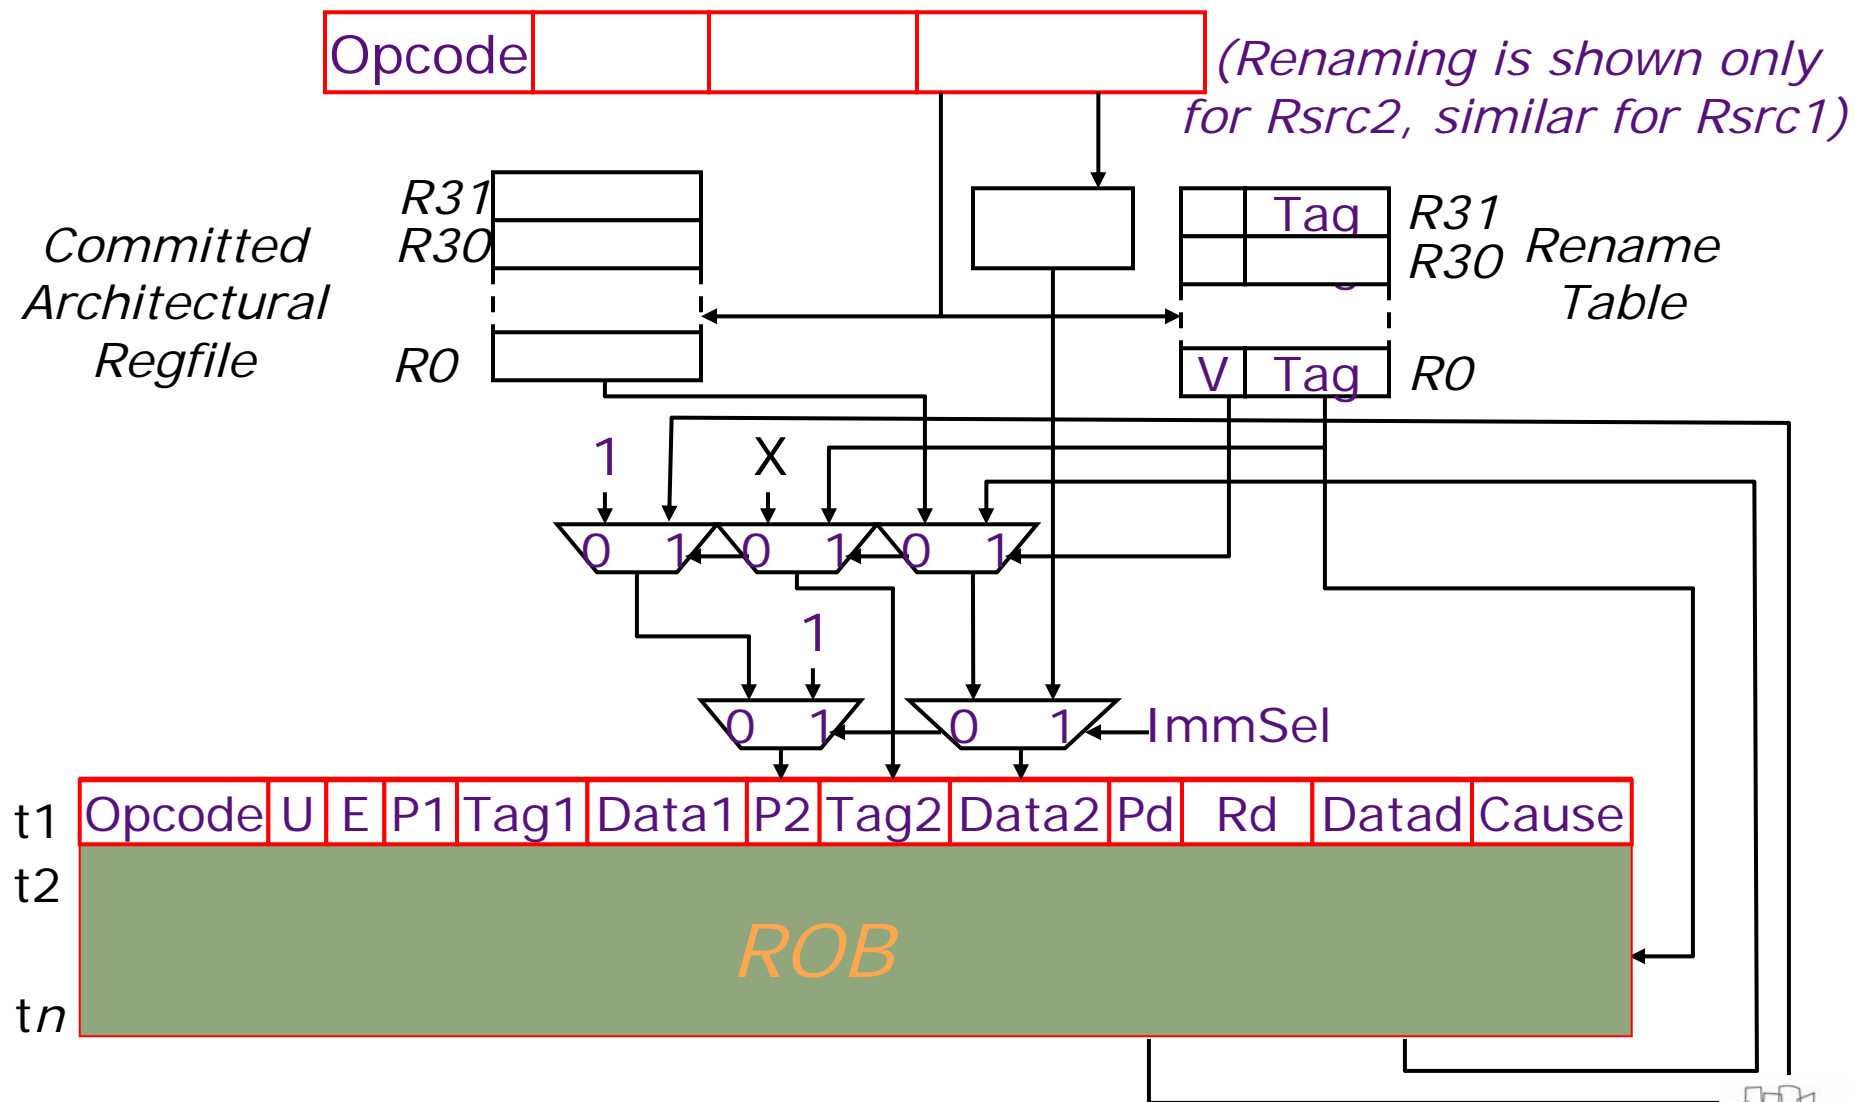 Opcode
(Renaming is shown only
for Rsrc2, similar for Rsrc1)
Committed
Architectural
Regfile
R31
R30
R0
Tag
V Tag
R31
R30
R0
Rename
Table
1 X
0 1 0 1 0 1
1
0 1 0 1 ImmSel
t1 Opcode U E P1 Tag1 Data1 P2 Tag2 Data2 Pd Rd Datad Cause
t2
ROB
tn